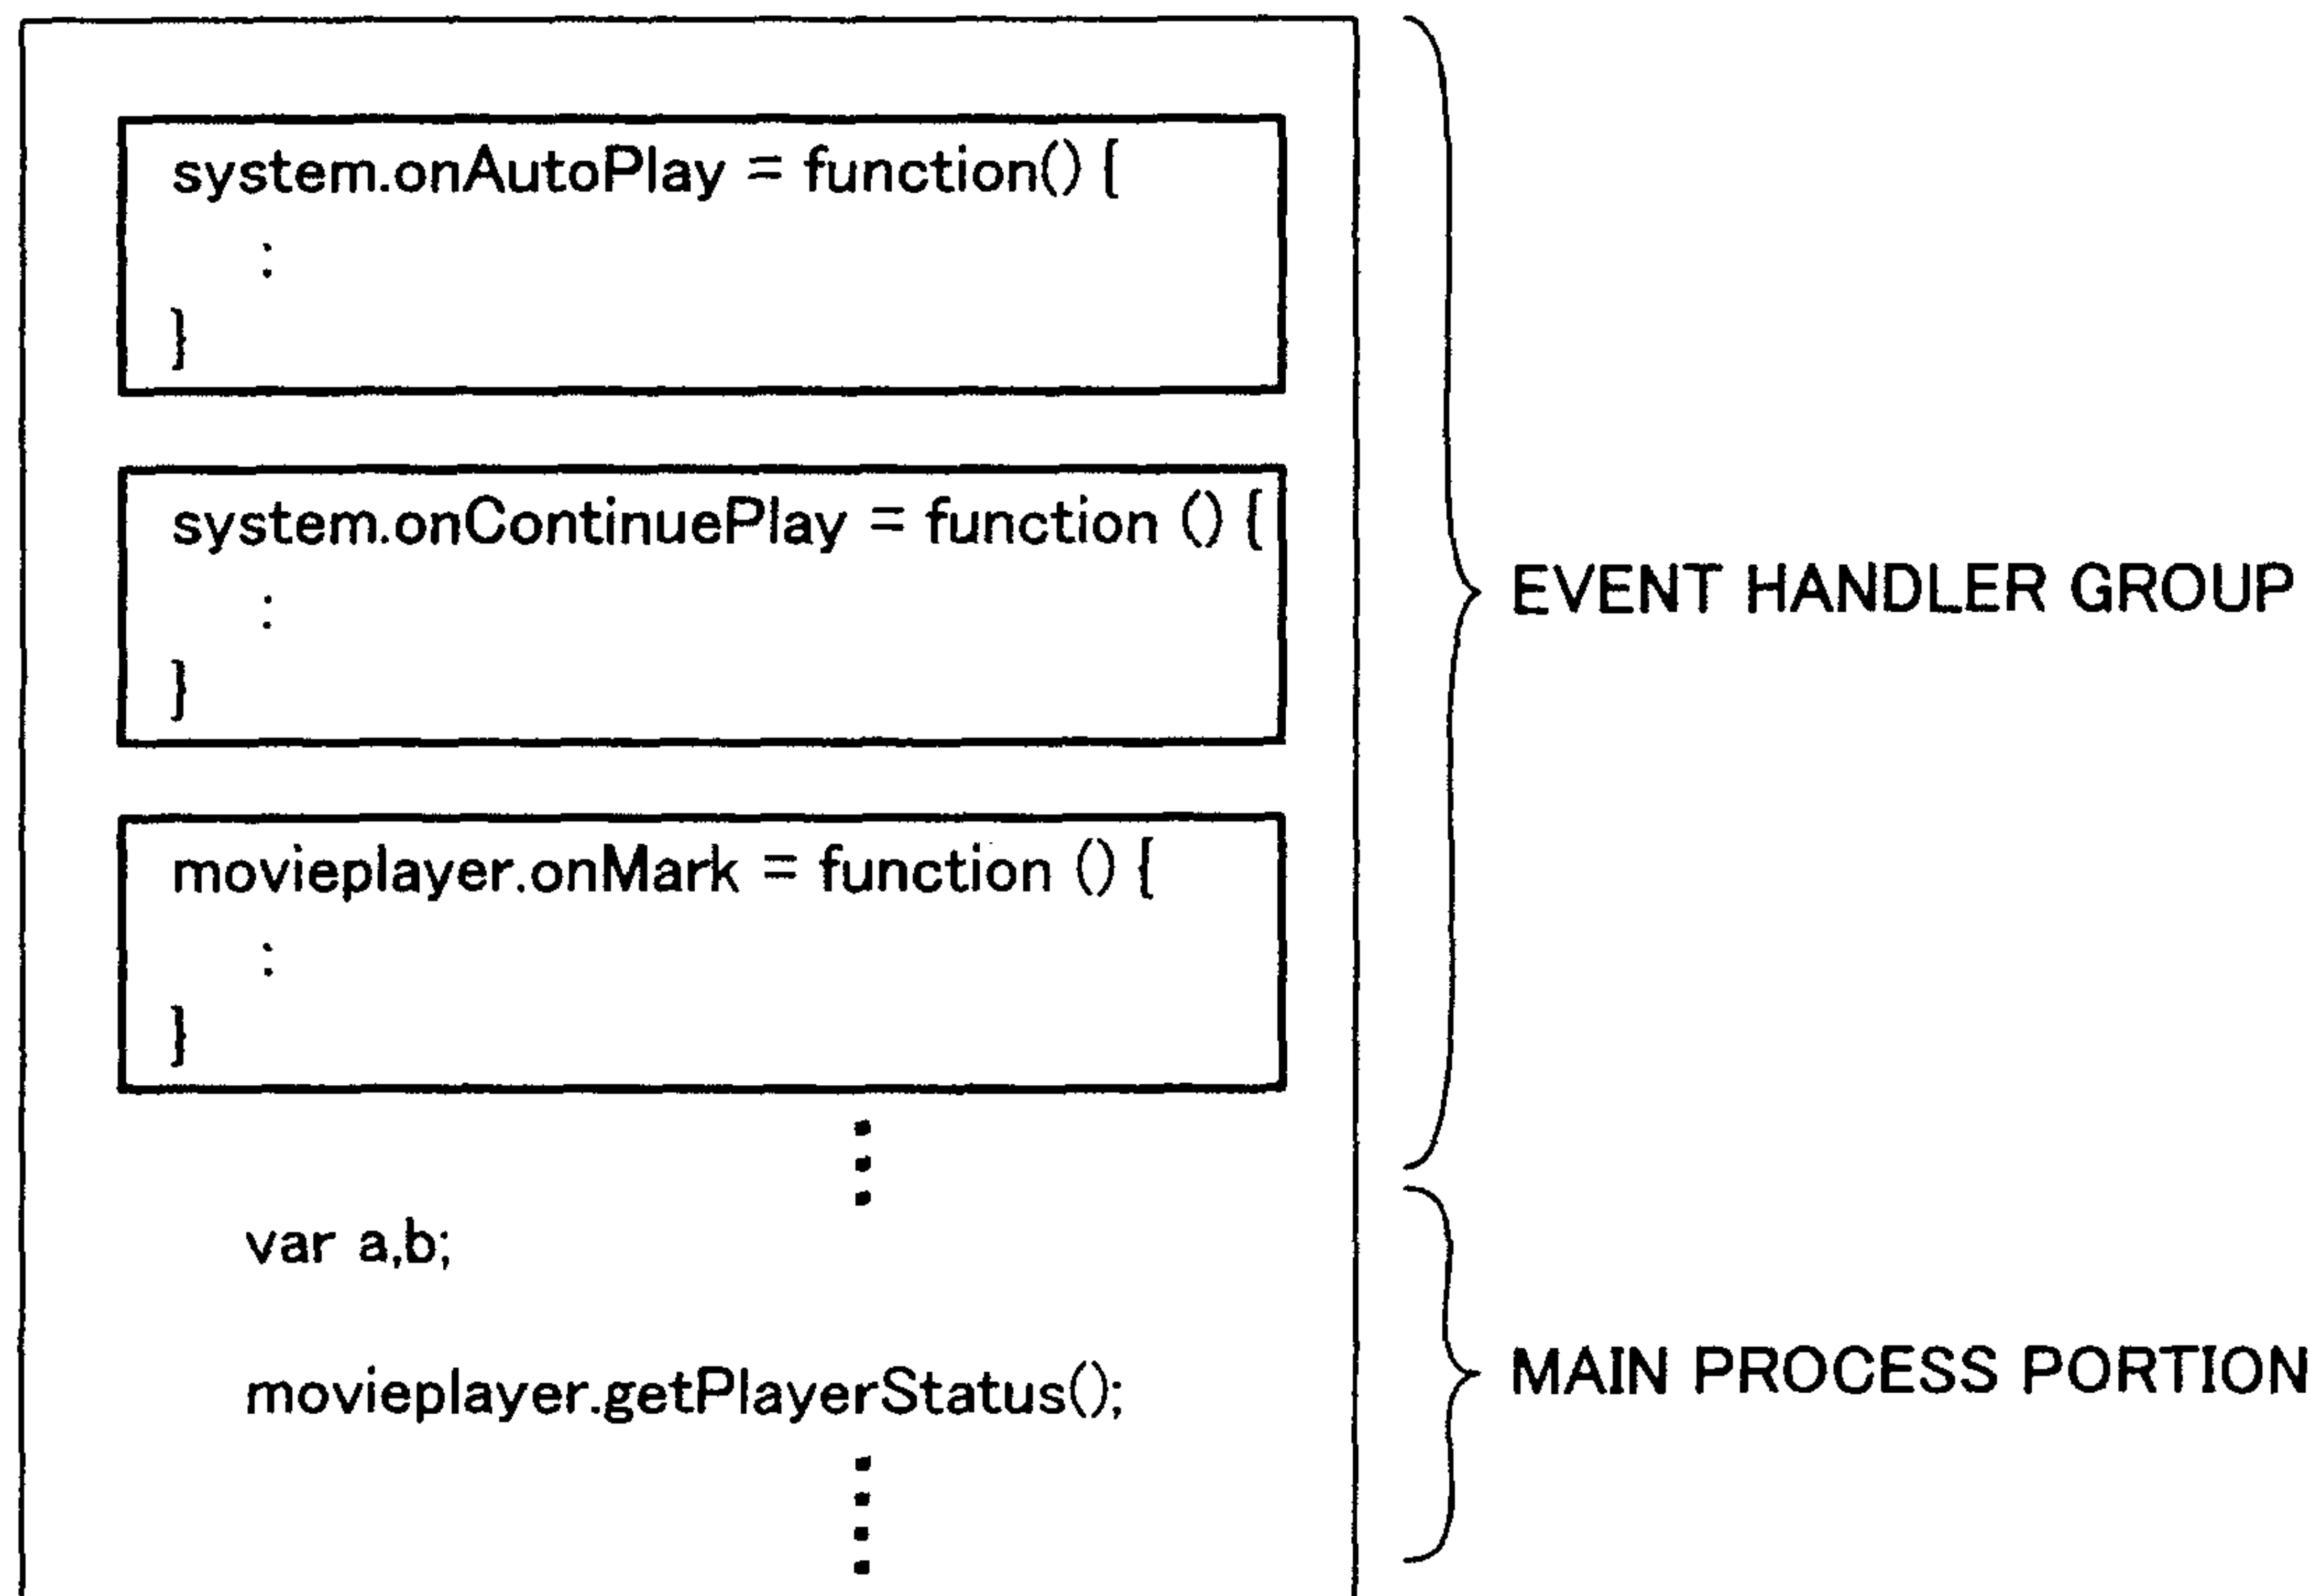 system.onAutoPlay = function() {
:
}
system.onContinuePlay = function () {
:
}
EVENT HANDLER GROUP
movieplayer.onMark = function () {
:
}
var a,b;
movieplayer.getPlayerStatus();
MAIN PROCESS PORTION